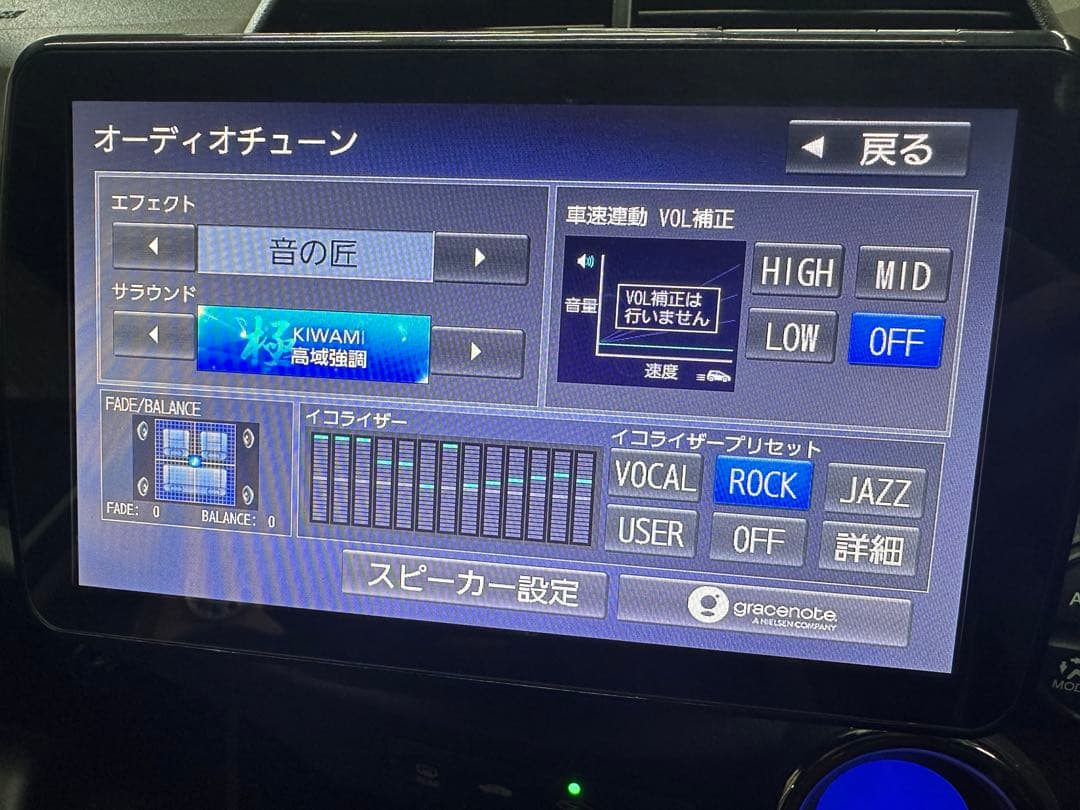 オーディオチューン
◀ 戻る
エフェクト
◀ 音の匠 ▶
サラウンド
◀ 極 KIWAMI 高域強調 ▶
車速連動 VOL補正
音量
VOL補正は
行いません
速度
HIGH MID
LOW OFF
FADE/BALANCE
FADE: 0
BALANCE: 0
イコライザー
イコライザープリセット
VOCAL ROCK JAZZ
USER OFF 詳細
スピーカー設定
gracenote.
A NIELSEN COMPANY